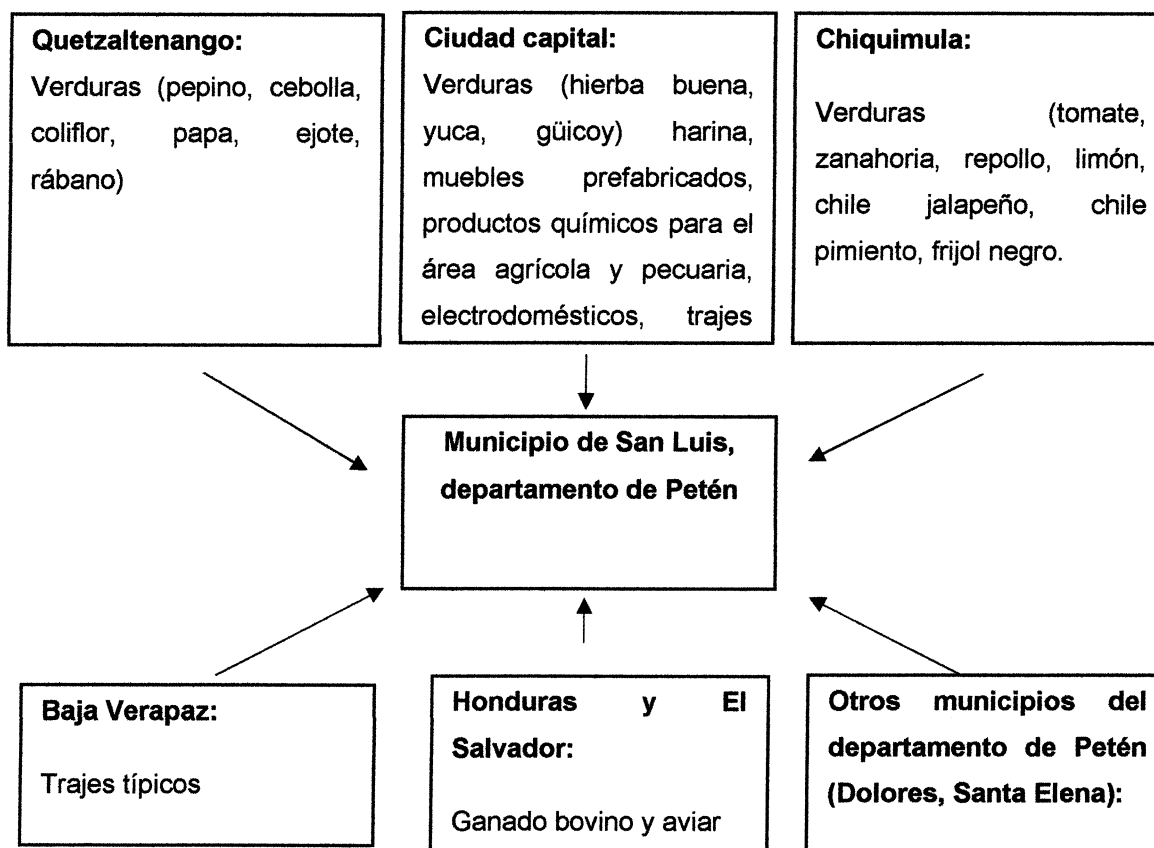 Quetzaltenango:
Verduras (pepino, cebolla,
coliflor, papa, ejote,
rábano)
Ciudad capital:
Verduras (hierba buena,
yuca, güicoy) harina,
muebles prefabricados,
productos químicos para el
área agrícola y pecuaria,
electrodomésticos, trajes
Chiquimula:
Verduras (tomate,
zanahoria, repollo, limón,
chile jalapeño, chile
pimiento, frijol negro.
Municipio de San Luis,
departamento de Petén
Baja Verapaz:
Trajes típicos
Honduras y El
Salvador:
Ganado bovino y aviar
Otros municipios del
departamento de Petén
(Dolores, Santa Elena):